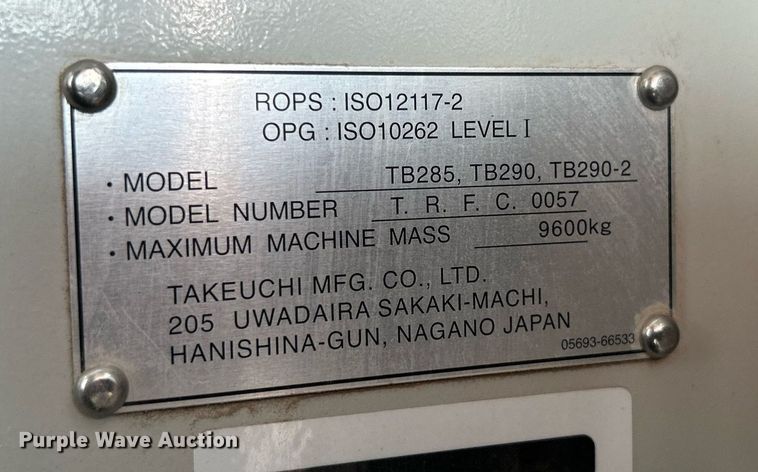 ROPS : ISO12117-2
OPG : ISO10262 LEVEL I
· MODEL TB285, TB290, TB290-2
· MODEL NUMBER T. R. F. C. 0057
· MAXIMUM MACHINE MASS 9600kg
TAKEUCHI MFG. CO., LTD.
205 UWADAIRA SAKAKI-MACHI,
HANISHINA-GUN, NAGANO JAPAN
05693-66533
Purple Wave Auction